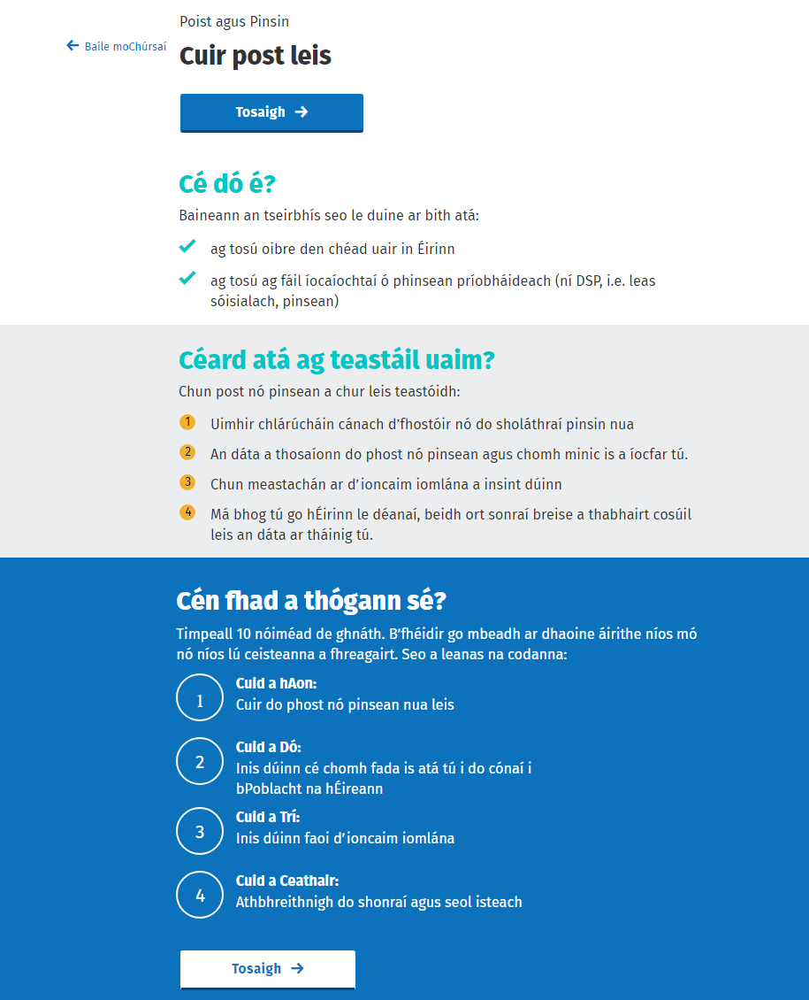 Poist agus Pinsin
Baile moChúrsaí
Cuir post leis
Tosaigh
Cé dó é?
Baineann an tseirbhís seo le duine ar bith atá:
ag tosú oibre den chéad uair in Éirinn
ag tosú ag fáil íocaíochtaí ó phinsean príobháideach (ní DSP, i.e. leas
sóisialach, pinsean)
Céard atá ag teastáil uaim?
Chun post nó pinsean a chur leis teastóidh:
1 Uimhir chlárúcháin cánach d'fhostóir nó do sholáthraí pinsin nua
2 An dáta a thosaíonn do phost nó pinsean agus chomh minic is a íocfar tú.
3 Chun meastachán ar d'ioncaim iomlána a insint dúinn
4 Má bhog tú go hÉirinn le déanaí, beidh ort sonraí breise a thabhairt cosúil
leis an dáta ar tháinig tú.
Cén fhad a thógann sé?
Timpeall 10 nóiméad de ghnáth. B'fhéidir go mbeadh ar dhaoine áirithe níos mó
nó níos lú ceisteanna a fhreagairt. Seo a leanas na codanna:
Cuid a hAon:
1 Cuir do phost nó pinsean nua leis
Cuid a Dó:
2 Inis dúinn cé chomh fada is atá tú i do cónaí i
bPoblacht na hÉireann
Cuid a Trí:
3 Inis dúinn faoi d'ioncaim iomlána
Cuid a Ceathair:
4 Athbhreithnigh do shonraí agus seol isteach
Tosaigh